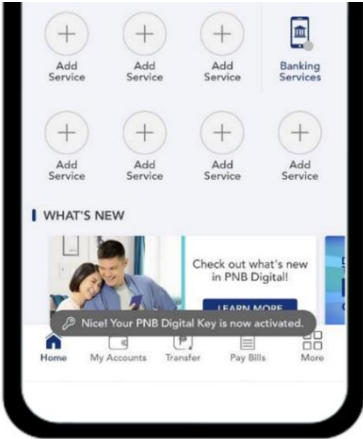 Add Service
Add Service
Add Service
Banking Services
Add Service
Add Service
Add Service
Add Service
WHAT'S NEW
Check out what's new
in PNB Digital!
LEARN MORE
Nice! Your PNB Digital Key is now activated.
Home
My Accounts
Transfer
Pay Bills
More